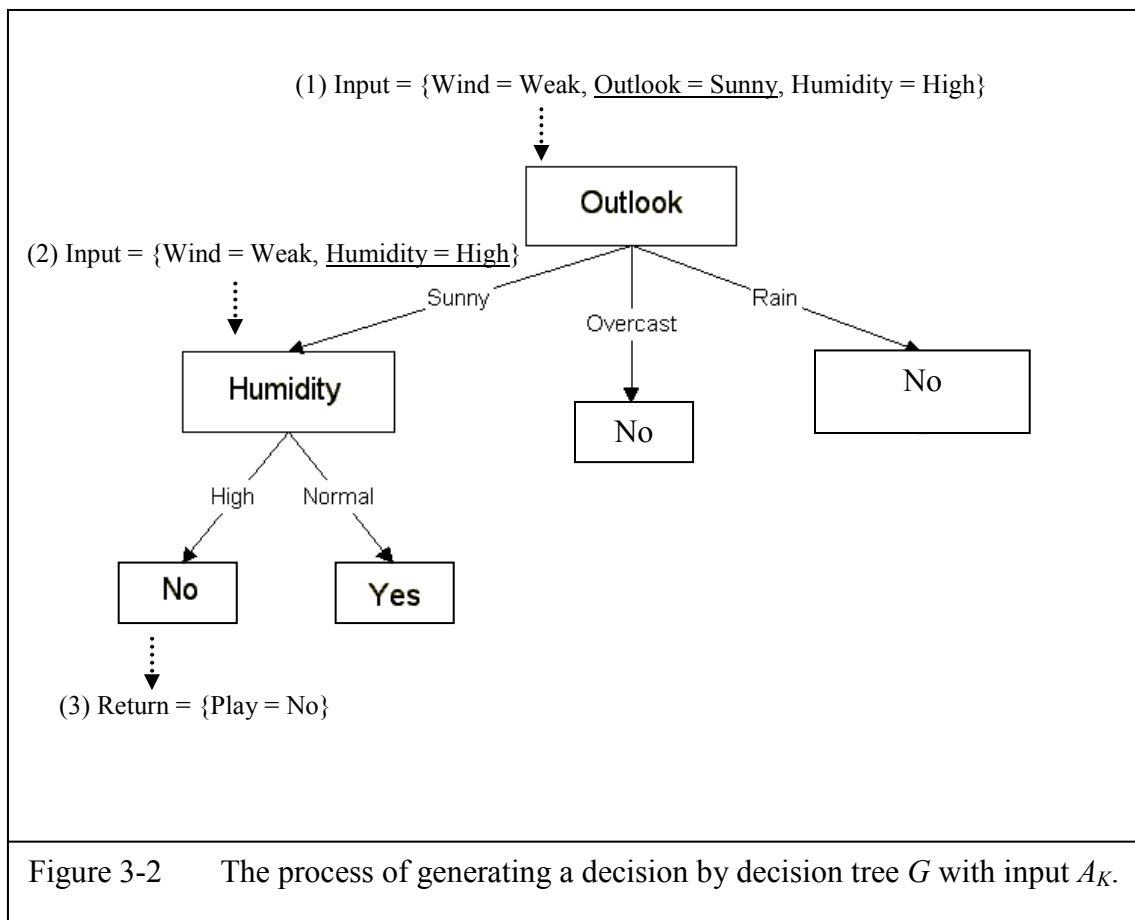 (1) Input = {Wind = Weak, Outlook = Sunny, Humidity = High}
Outlook
(2) Input = {Wind = Weak, Humidity = High}
Sunny
Rain
Overcast
Humidity
No
No
High
Normal
No
Yes
(3) Return = {Play = No}
Figure 3-2 The process of generating a decision by decision tree G with input A_K.